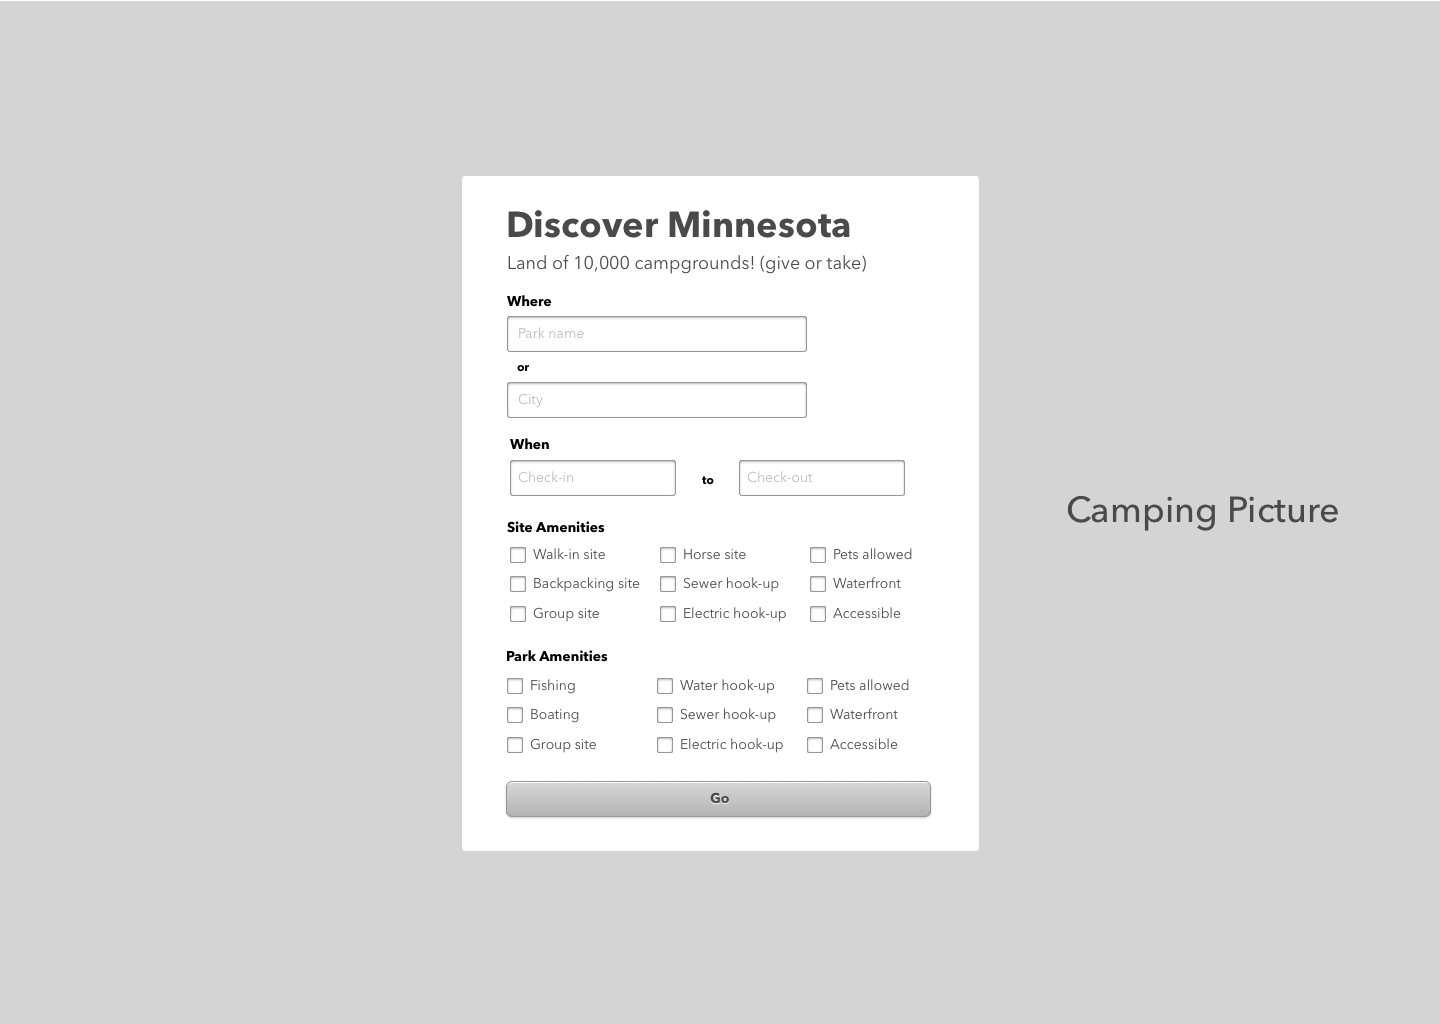 Discover Minnesota
Land of 10,000 campgrounds! (give or take)
Where
Park name
or
City
When
Check-in to Check-out
Site Amenities
Walk-in site Horse site Pets allowed
Backpacking site Sewer hook-up Waterfront
Group site Electric hook-up Accessible
Park Amenities
Fishing Water hook-up Pets allowed
Boating Sewer hook-up Waterfront
Group site Electric hook-up Accessible
Go
Camping Picture